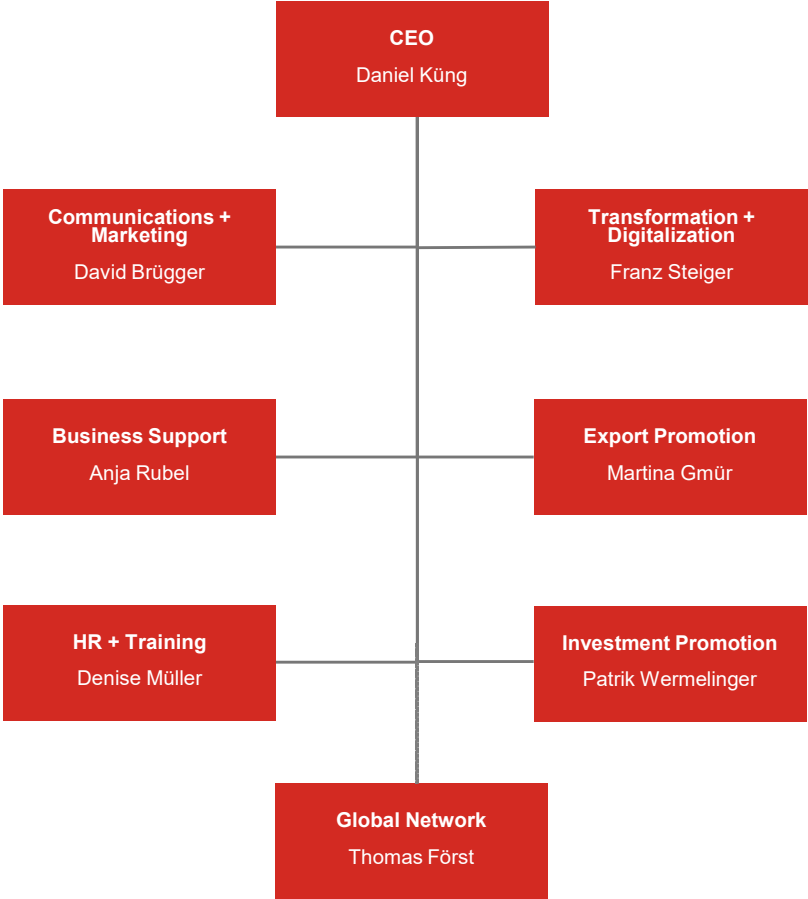 CEO
Daniel Küng
Communications +
Marketing
David Brügger
Transformation +
Digitalization
Franz Steiger
Business Support
Anja Rubel
Export Promotion
Martina Gmür
HR + Training
Denise Müller
Investment Promotion
Patrik Wermelinger
Global Network
Thomas Först